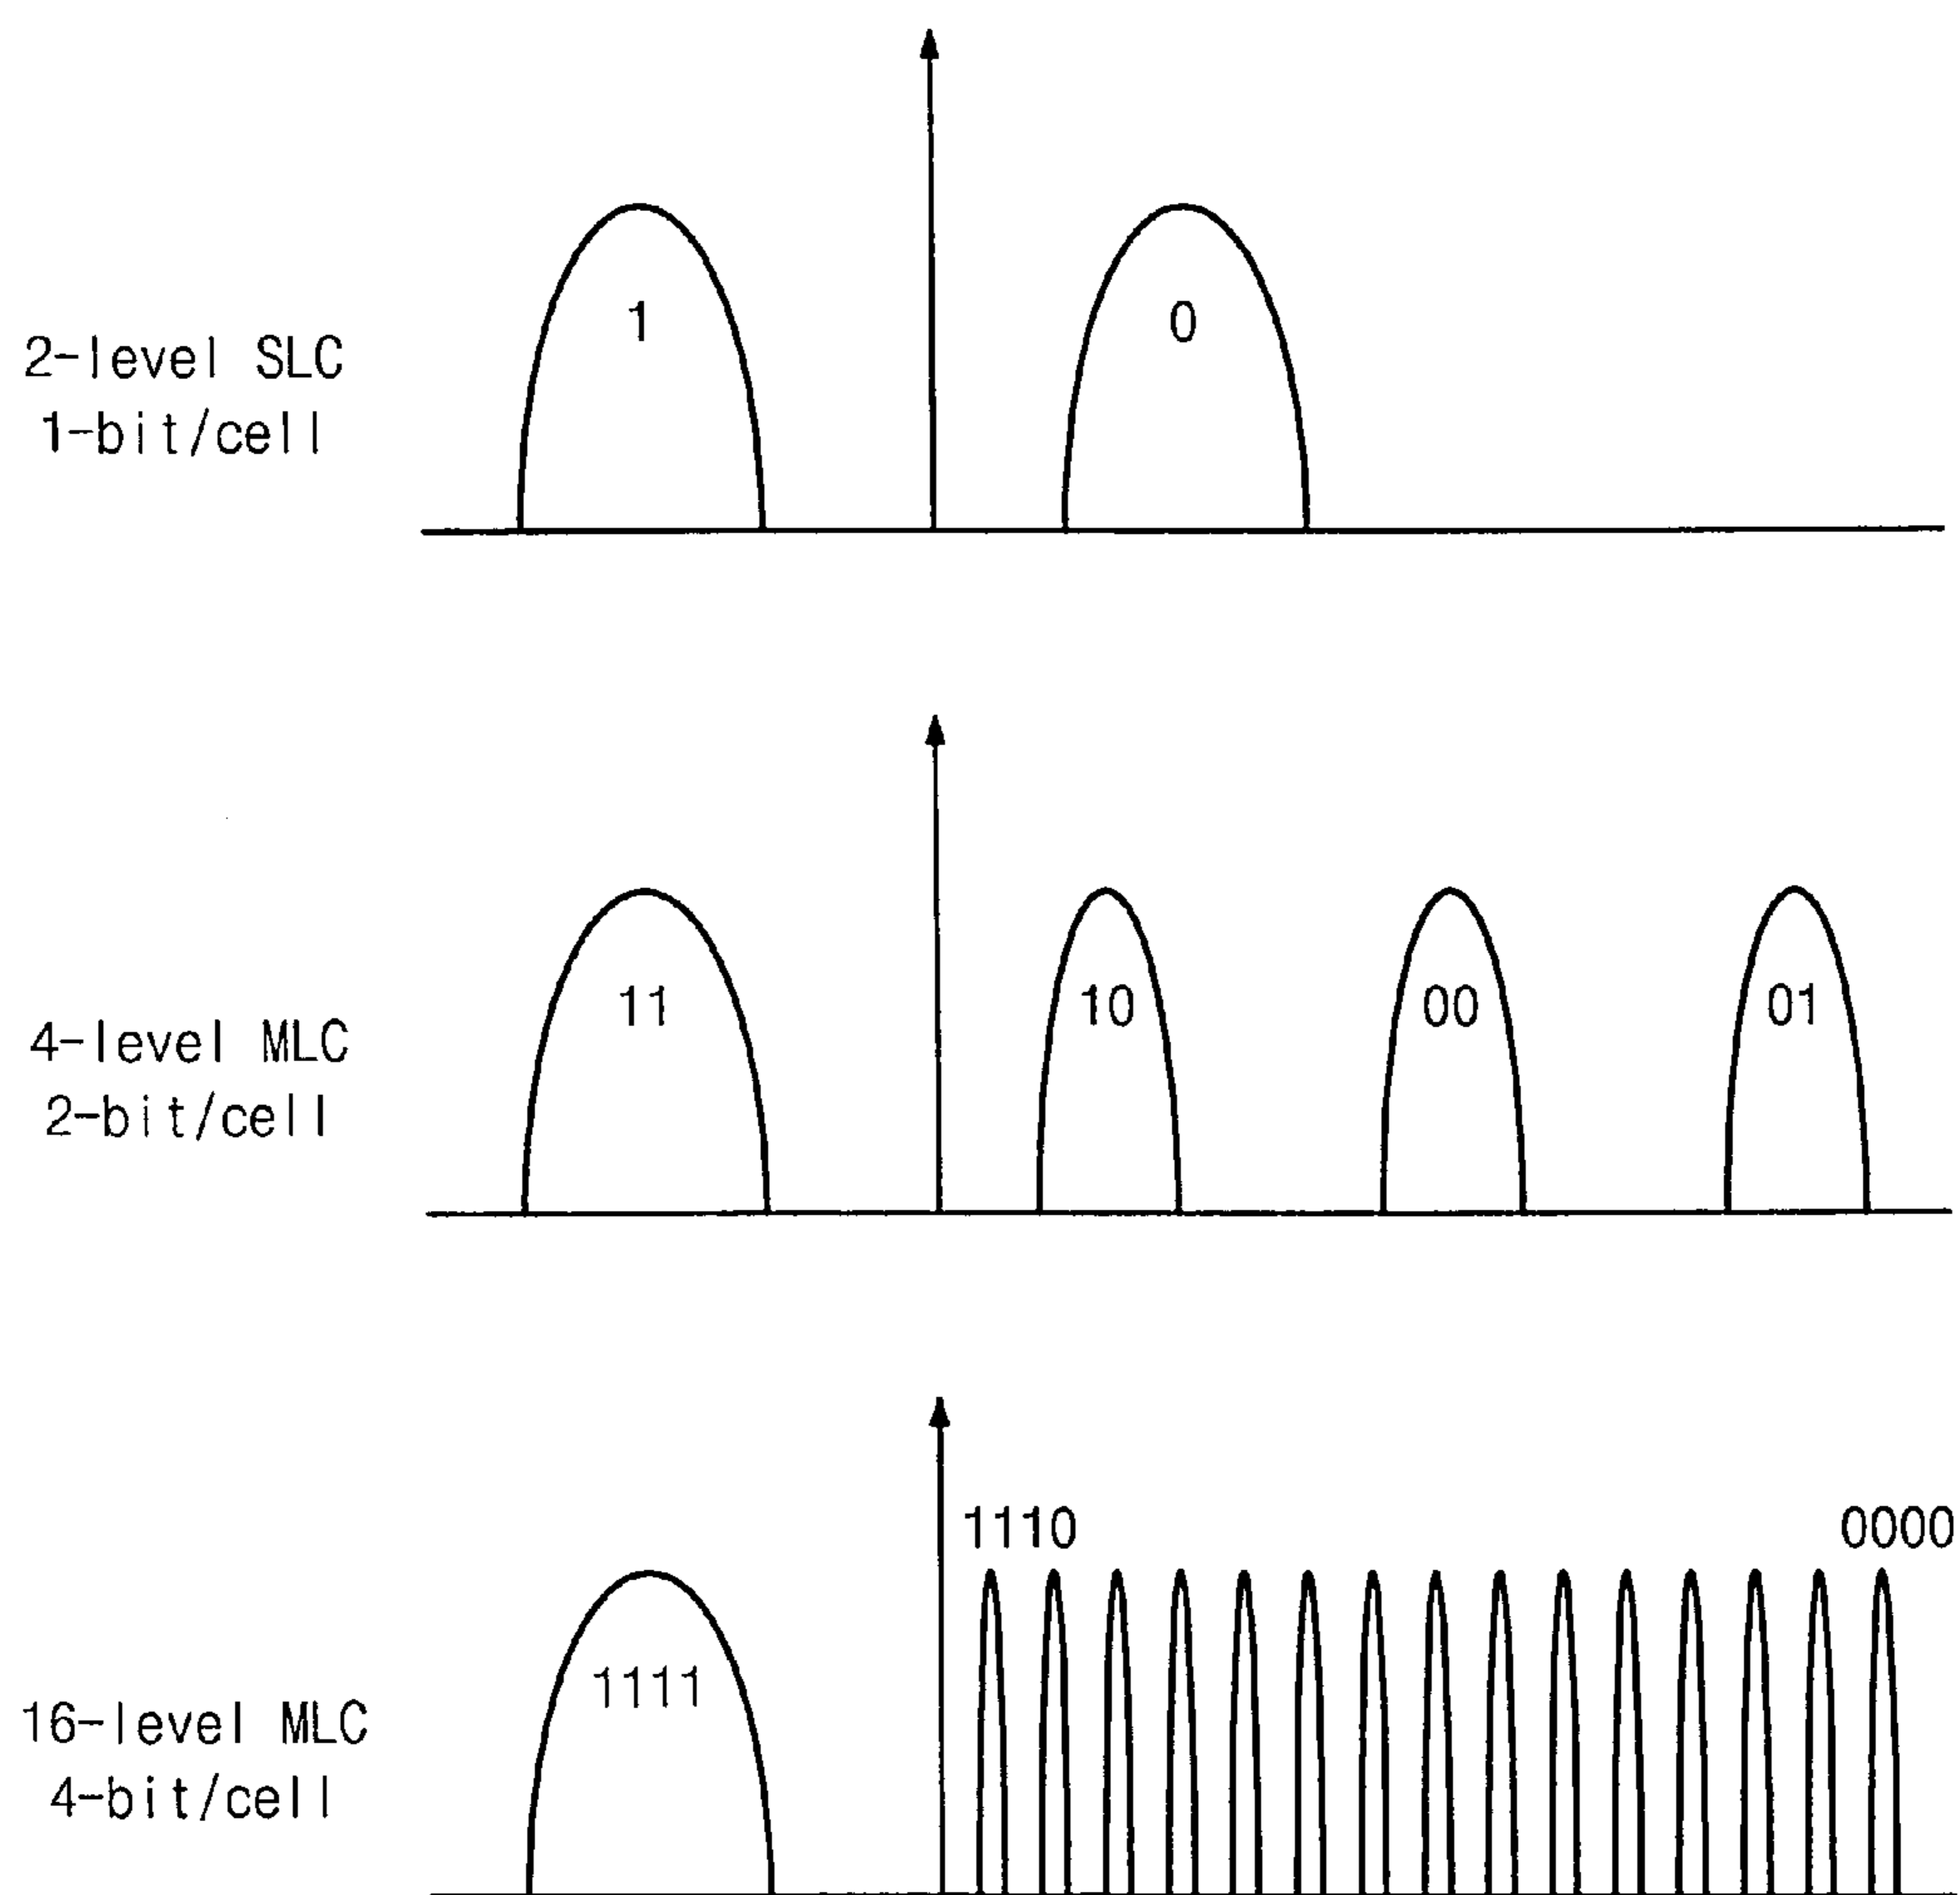 1
0
2-level SLC
1-bit/cell
11
10
00
01
4-level MLC
2-bit/cell
1110
0000
1111
16-level MLC
4-bit/cell